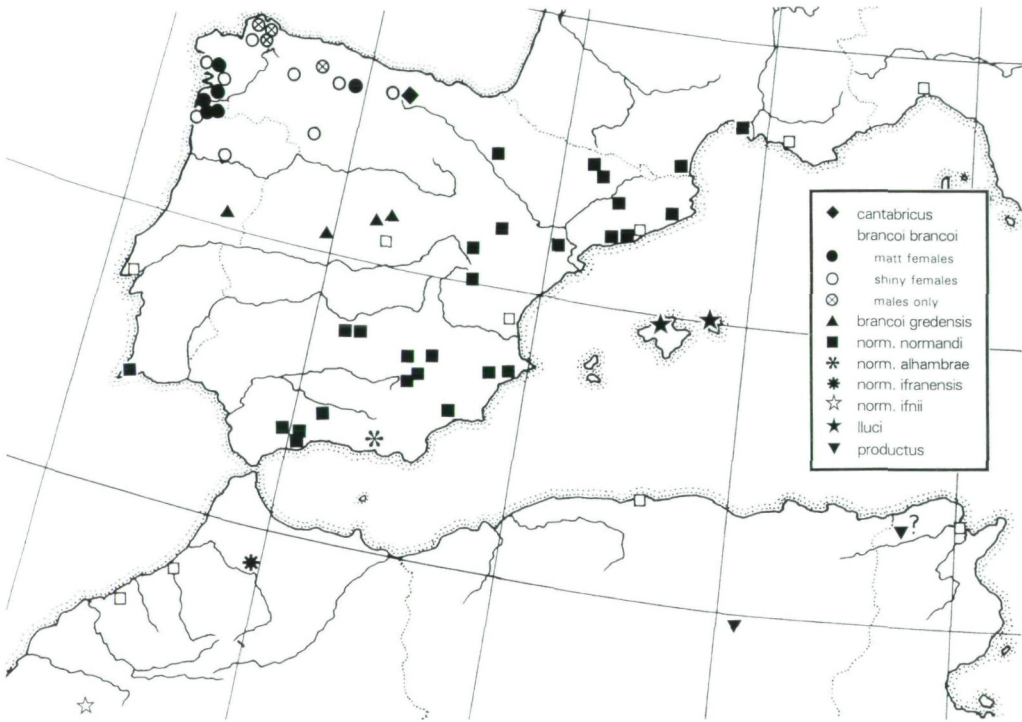 cantabricus
brancoi brancoi
matt females
shiny females
males only
brancoi gredensis
norm. normandi
norm. alhambrae
norm. ifranensis
norm. ifnii
lluci
productus
?